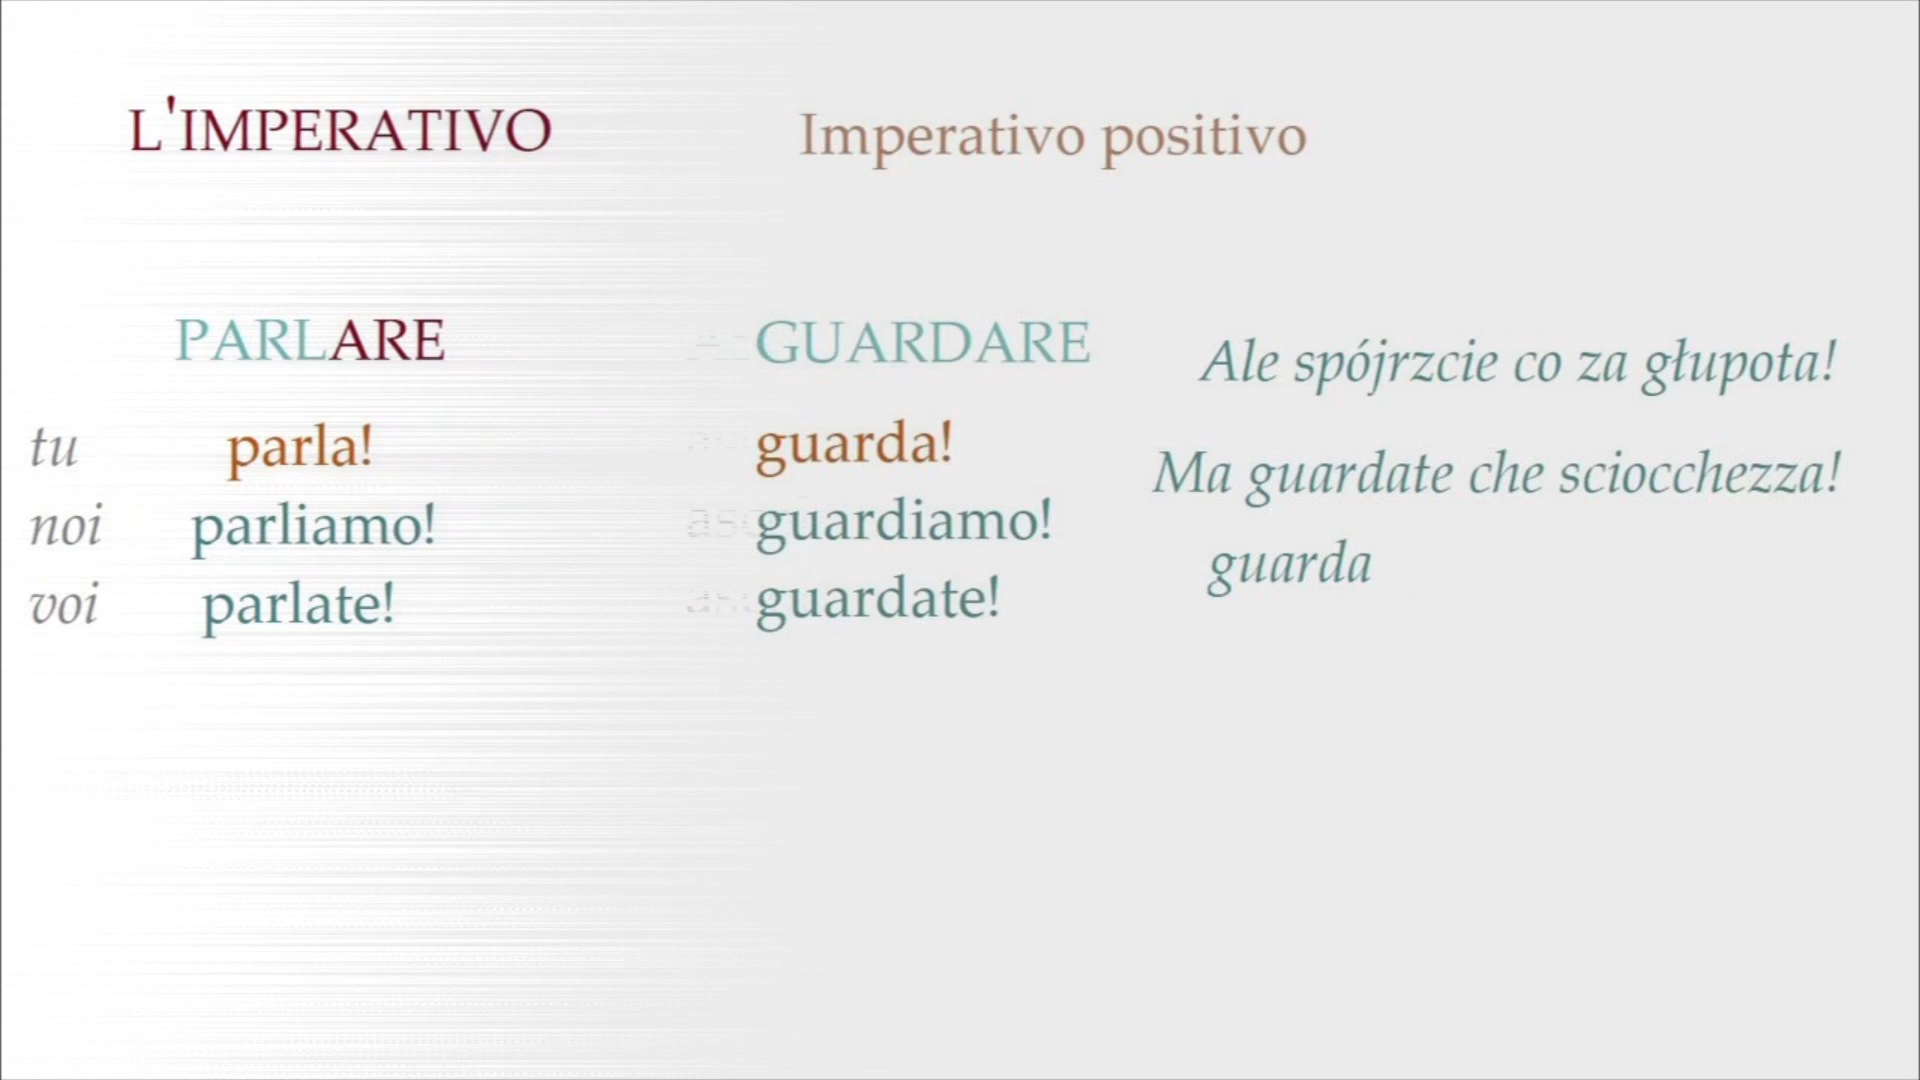 L'IMPERATIVO
Imperativo positivo
PARLARE
GUARDARE
Ale spójrzcie co za głupota!
tu parla! guarda!
Ma guardate che sciocchezza!
noi parliamo! guardiamo!
guarda
voi parlate! guardate!